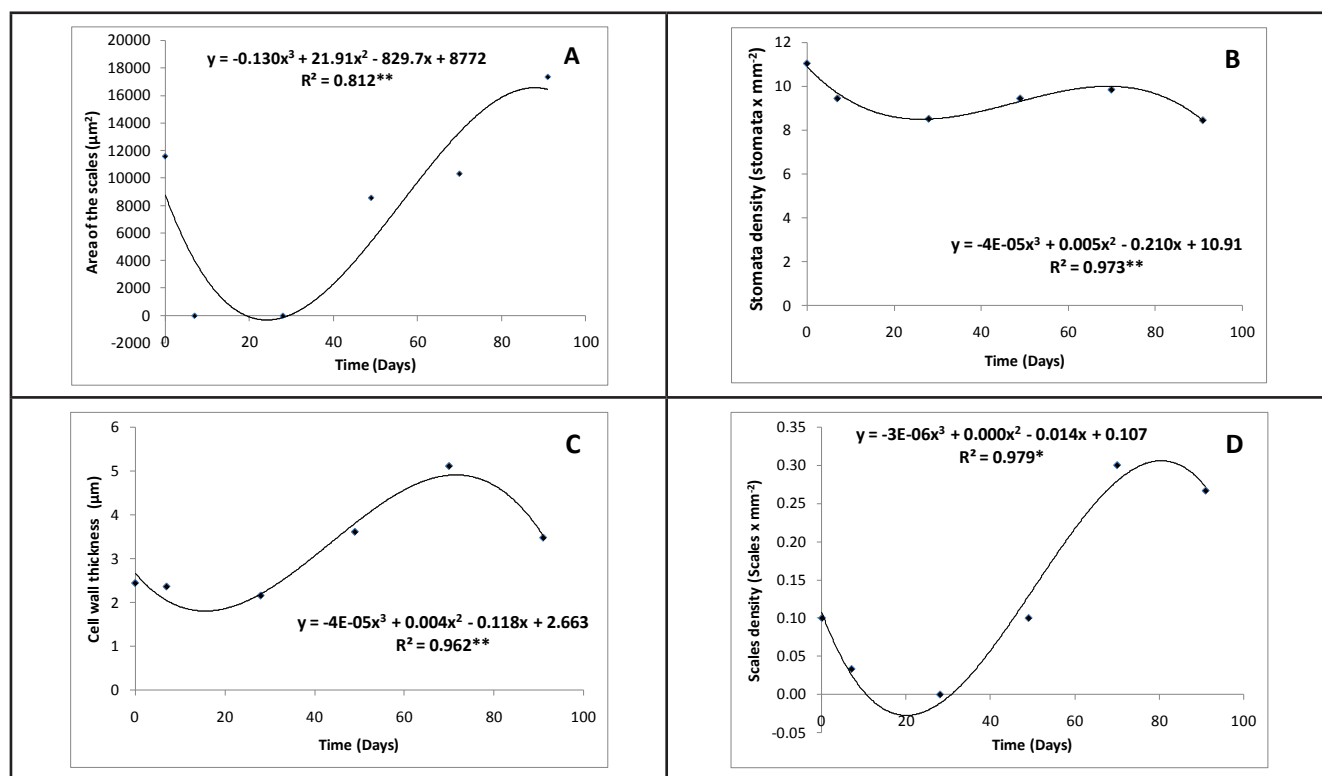 20000
18000
16000
14000
12000
10000
8000
6000
4000
2000
0
-2000
y = -0.130x³ + 21.91x² - 829.7x + 8772
R² = 0.812**
A
Area of the scales (µm²)
0 20 40 60 80 100
Time (Days)
12
10
8
6
4
2
0
B
Stomata density (stomata x mm⁻²)
y = -4E-05x³ + 0.005x² - 0.210x + 10.91
R² = 0.973**
0 20 40 60 80 100
Time (Days)
6
5
4
3
2
1
0
C
Cell wall thickness (µm)
y = -4E-05x³ + 0.004x² - 0.118x + 2.663
R² = 0.962**
0 20 40 60 80 100
Time (Days)
0.35
0.30
0.25
0.20
0.15
0.10
0.05
0.00
-0.05
y = -3E-06x³ + 0.000x² - 0.014x + 0.107
R² = 0.979*
D
Scales density (Scales x mm⁻²)
0 20 40 60 80 100
Time (Days)